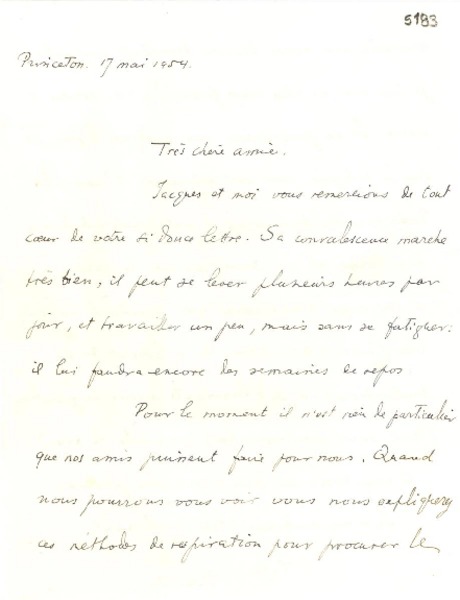 5183
Princeton. 17 mai 1954.
Très chère amie.
Jacques et moi vous remercions de tout
cœur de votre si douce lettre. Sa convalescence marche
très bien, il peut se lever plusieurs heures par
jour, et travailler un peu, mais sans se fatiguer.
il lui faudra encore des semaines de repos
Pour le moment il n'est rien de particulier
que nos amis puissent faire pour nous. Quand
nous pourrons vous voir vous nous expliquerez
ces méthodes de respiration pour procurer le